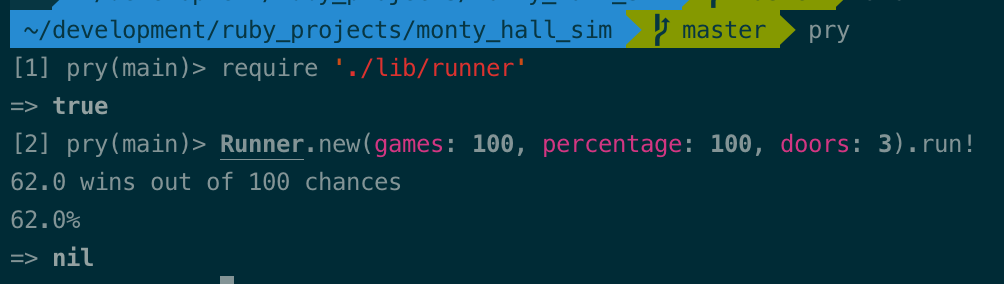 ~/development/ruby_projects/monty_hall_sim master pry
[1] pry(main)> require './lib/runner'
=> true
[2] pry(main)> Runner.new(games: 100, percentage: 100, doors: 3).run!
62.0 wins out of 100 chances
62.0%
=> nil